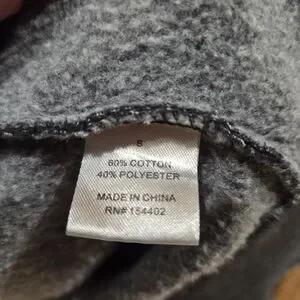 S
60% COTTON
40% POLYESTER
MADE IN CHINA
RN# 154402